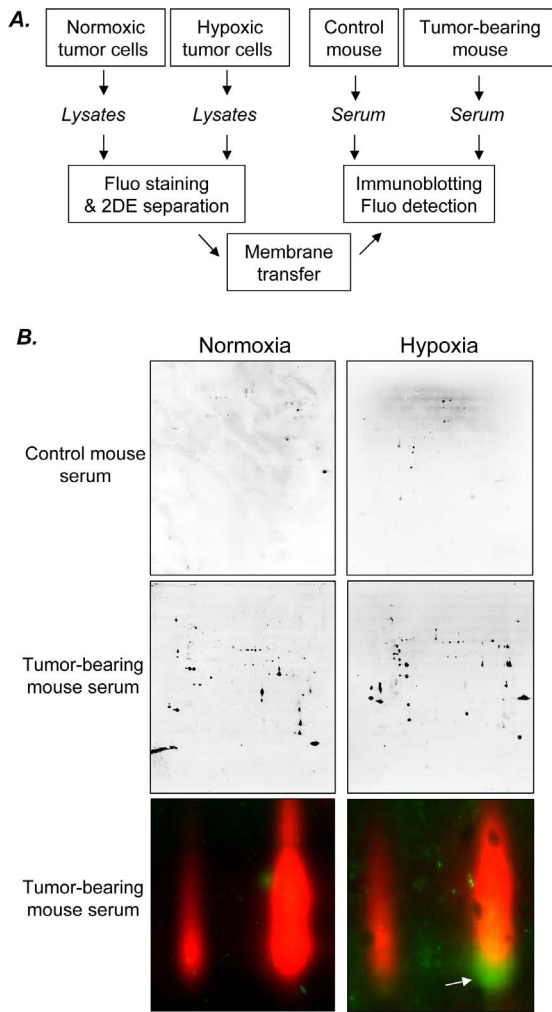 A.
Normoxic
tumor cells
Hypoxic
tumor cells
Control
mouse
Tumor-bearing
mouse
Lysates
Lysates
Serum
Serum
Fluo staining
& 2DE separation
Immunoblotting
Fluo detection
Membrane
transfer
B.
Normoxia
Hypoxia
Control mouse
serum
Tumor-bearing
mouse serum
Tumor-bearing
mouse serum